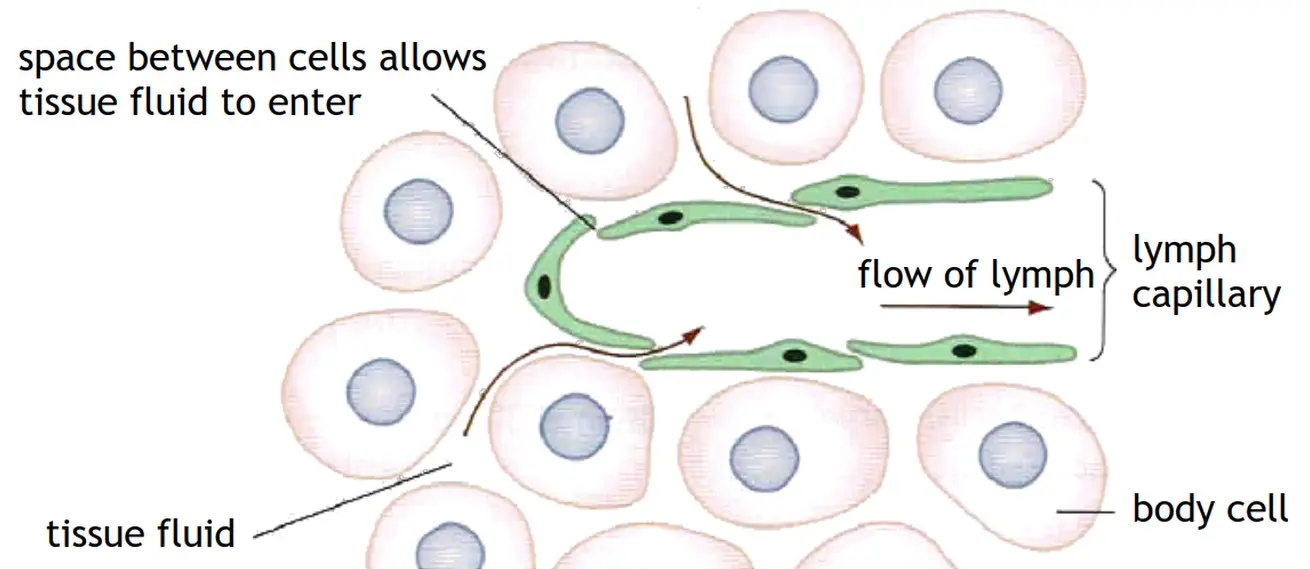 space between cells allows
tissue fluid to enter
flow of lymph
lymph
capillary
tissue fluid
body cell